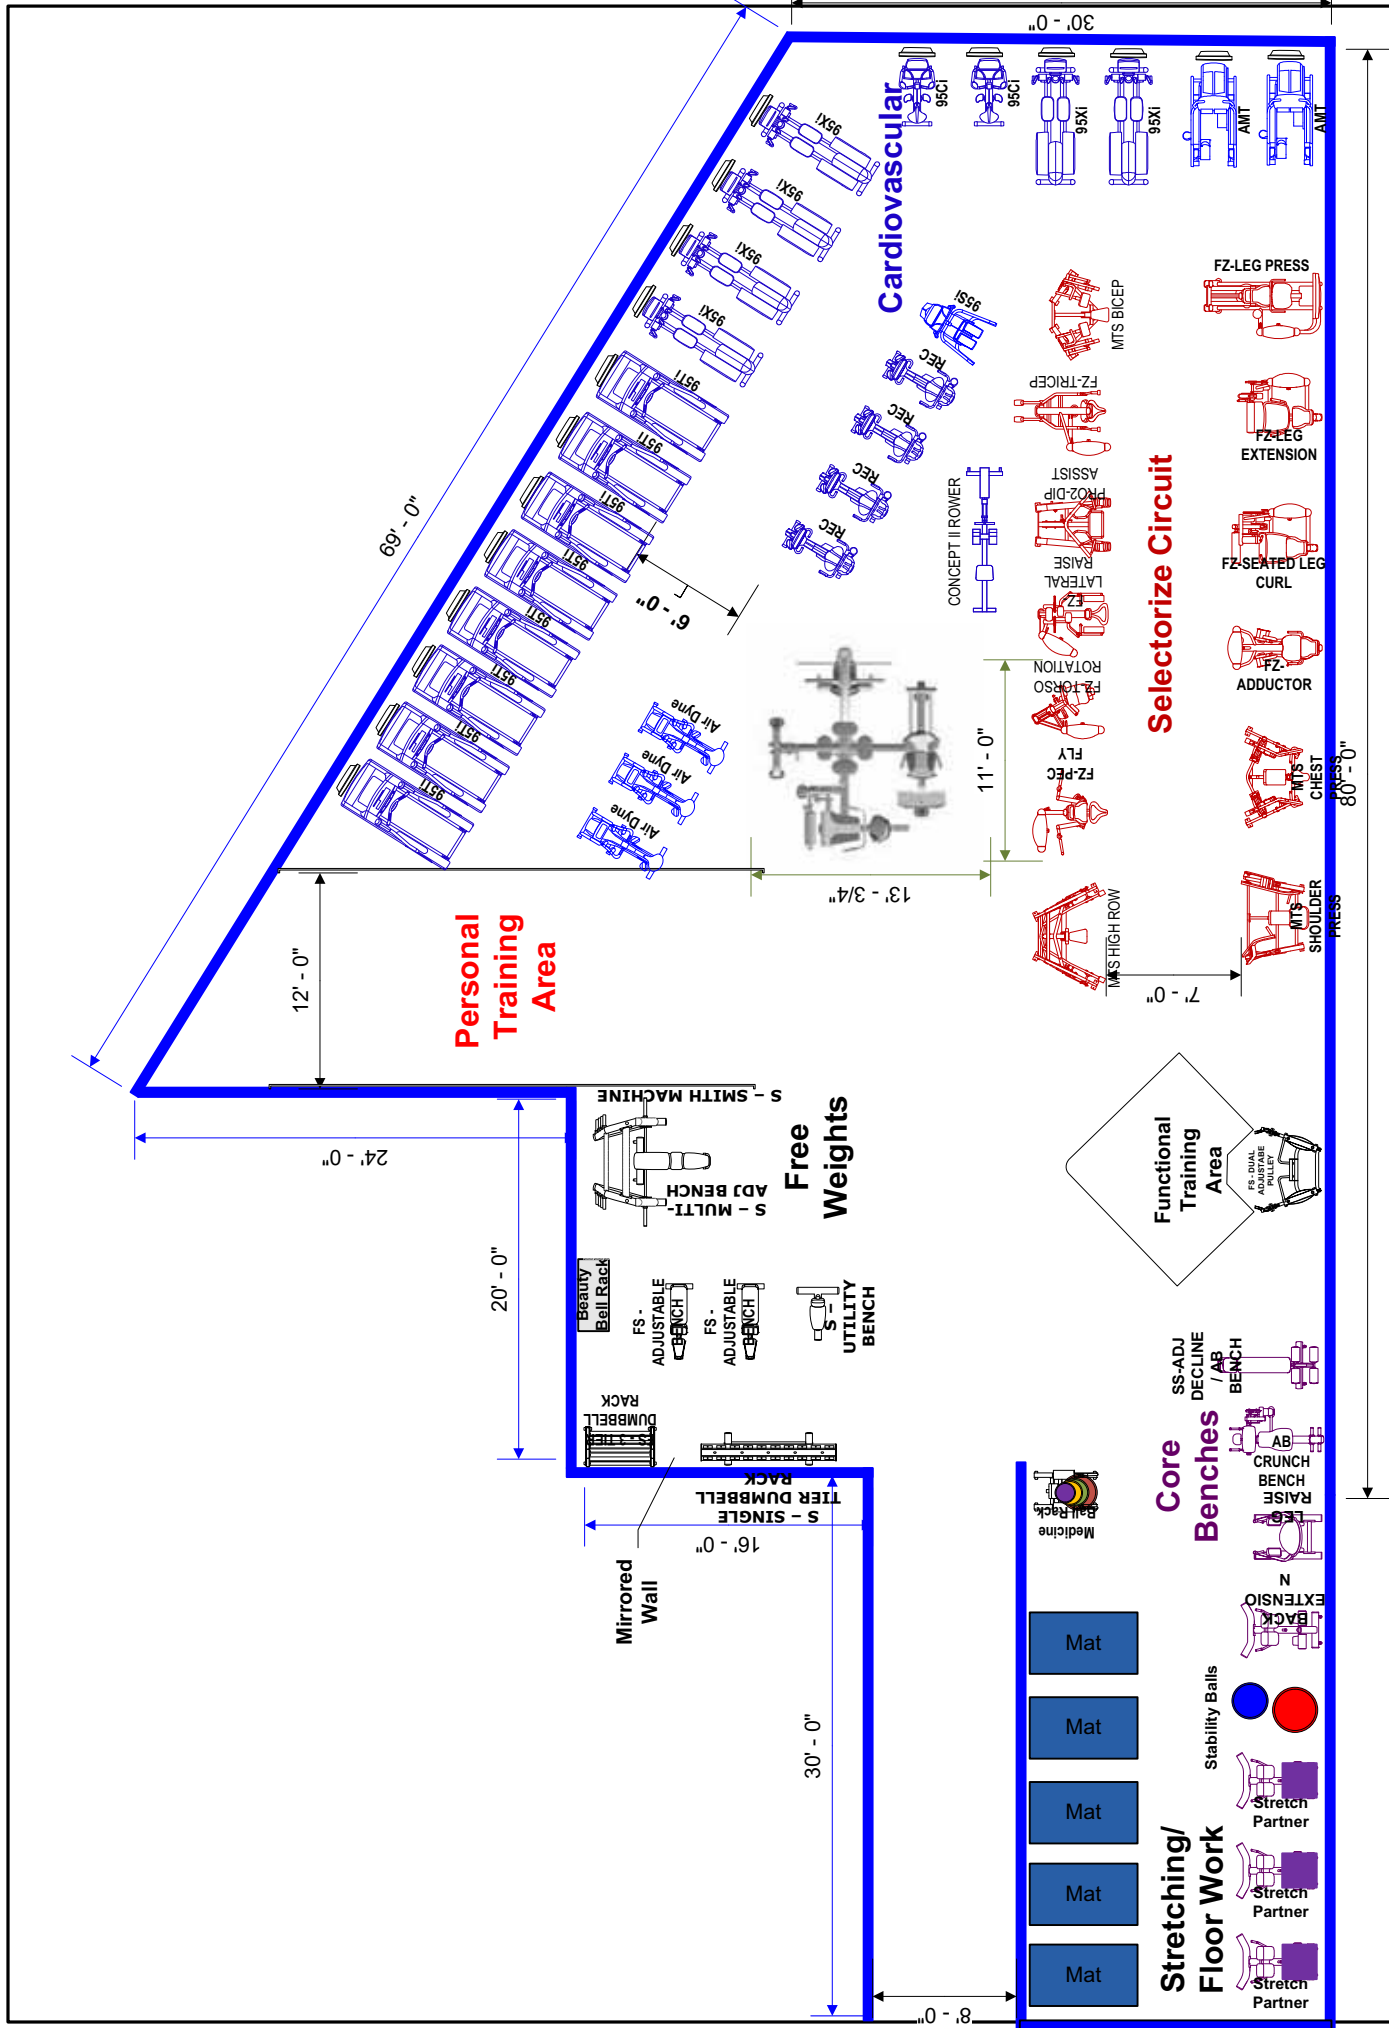 30' - 0"
69' - 0"
Cardiovascular
95Ci
95Ci
95Xi
95Xi
AMT
AMT
95Xi
95Xi
95Xi
95Xi
95Ti
95Ti
95Ti
95Ti
95Ti
95Ti
95Ti
95Ti
6' - 0"
95Si
REC
REC
REC
REC
CONCEPT II ROWER
Air Dyne
Air Dyne
Air Dyne
11' - 0"
13' - 3/4"
Selectorize Circuit
MTS BICEP
FZ-TRICEP
PRO2-DIP
ASSIST
FZ-
LATERAL
RAISE
FZ-TORSO
ROTATION
FZ-PEC
FLY
MTS HIGH ROW
FZ-LEG PRESS
FZ-LEG
EXTENSION
FZ-SEATED LEG
CURL
FZ-
ADDUCTOR
MTS-
CHEST
PRESS
80' - 0"
MTS
SHOULDER
PRESS
7' - 0"
Personal
Training
Area
12' - 0"
24' - 0"
20' - 0"
S – SMITH MACHINE
S – MULTI-
ADJ BENCH
Free
Weights
Beauty
Bell Rack
FS -
ADJUSTABLE
BENCH
FS -
ADJUSTABLE
BENCH
S –
UTILITY
BENCH
FS - 3 TIER
DUMBBELL
RACK
S – SINGLE
TIER DUMBBELL
RACK
16' - 0"
Mirrored
Wall
30' - 0"
8' - 0"
Functional
Training
Area
FS - DUAL
ADJUSTABE
PULLEY
Core
Benches
SS-ADJ
DECLINE
/ AB
BENCH
AB
CRUNCH
BENCH
LEG
RAISE
BACK
EXTENSIO
N
Medicine
Ball Rack
Mat
Mat
Mat
Mat
Mat
Stability Balls
Stretching/
Floor Work
Stretch
Partner
Stretch
Partner
Stretch
Partner